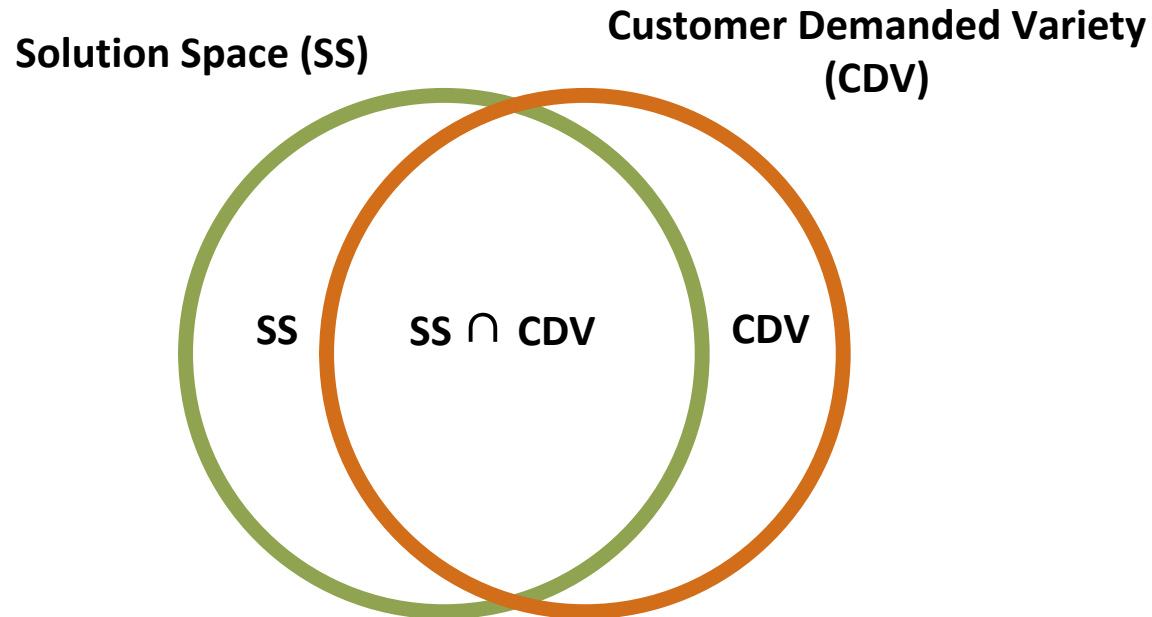 Solution Space (SS)
Customer Demanded Variety
(CDV)
SS
SS ∩ CDV
CDV